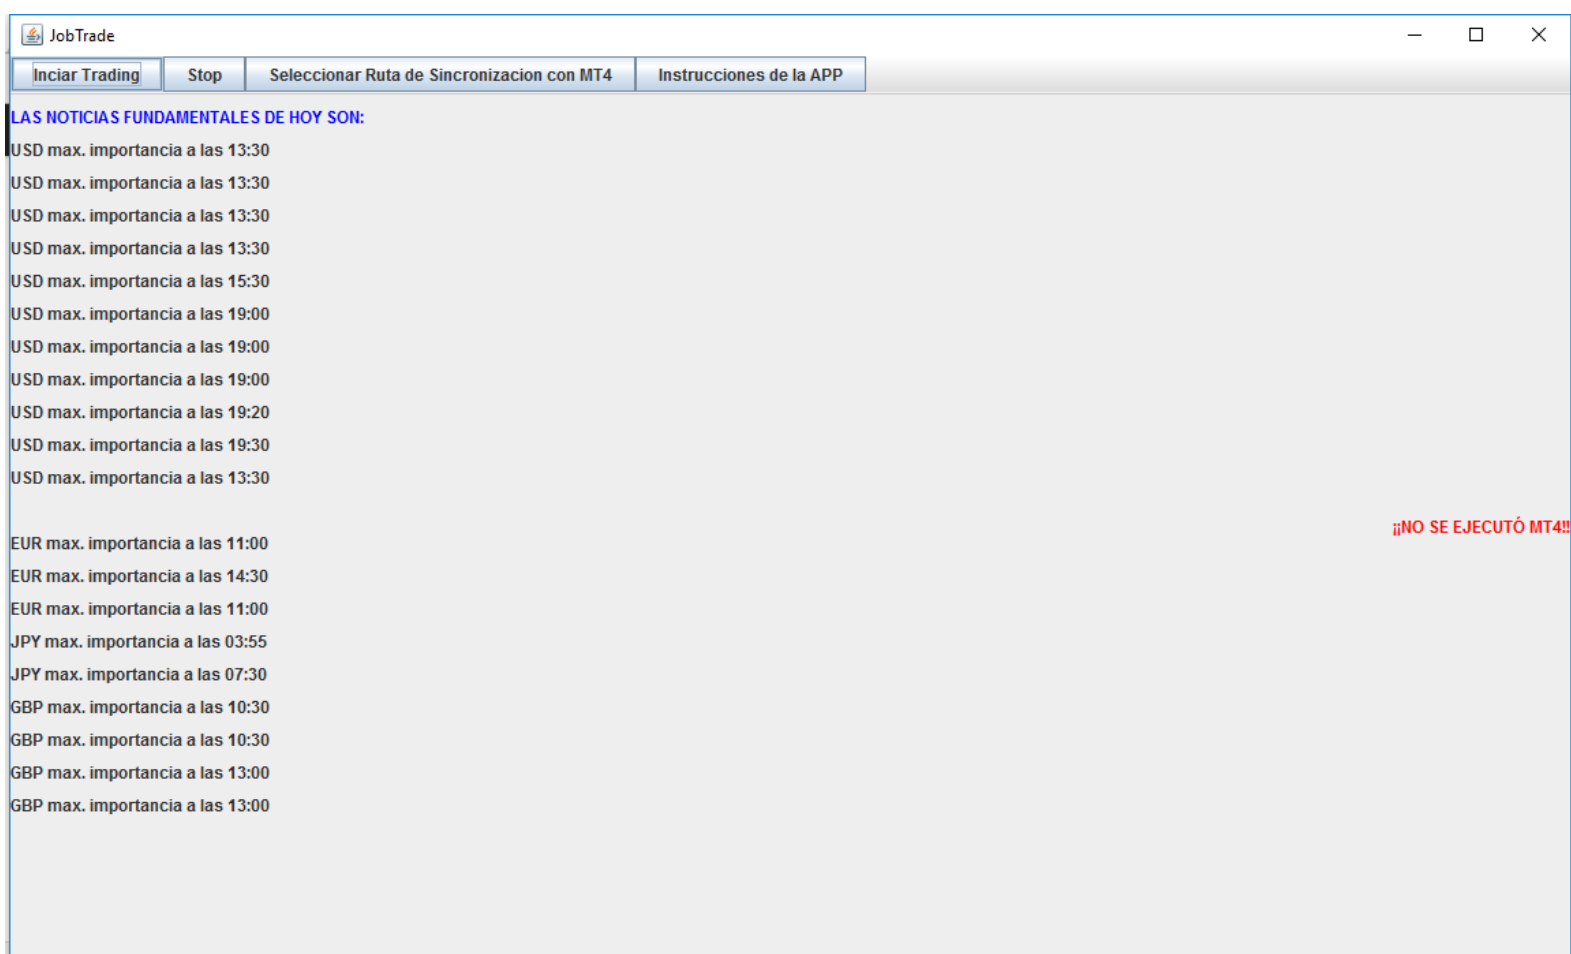 JobTrade
Inciar Trading Stop Seleccionar Ruta de Sincronizacion con MT4 Instrucciones de la APP
LAS NOTICIAS FUNDAMENTALES DE HOY SON:
USD max. importancia a las 13:30
USD max. importancia a las 13:30
USD max. importancia a las 13:30
USD max. importancia a las 13:30
USD max. importancia a las 15:30
USD max. importancia a las 19:00
USD max. importancia a las 19:00
USD max. importancia a las 19:00
USD max. importancia a las 19:20
USD max. importancia a las 19:30
USD max. importancia a las 13:30
¡¡NO SE EJECUTÓ MT4!!
EUR max. importancia a las 11:00
EUR max. importancia a las 14:30
EUR max. importancia a las 11:00
JPY max. importancia a las 03:55
JPY max. importancia a las 07:30
GBP max. importancia a las 10:30
GBP max. importancia a las 10:30
GBP max. importancia a las 13:00
GBP max. importancia a las 13:00